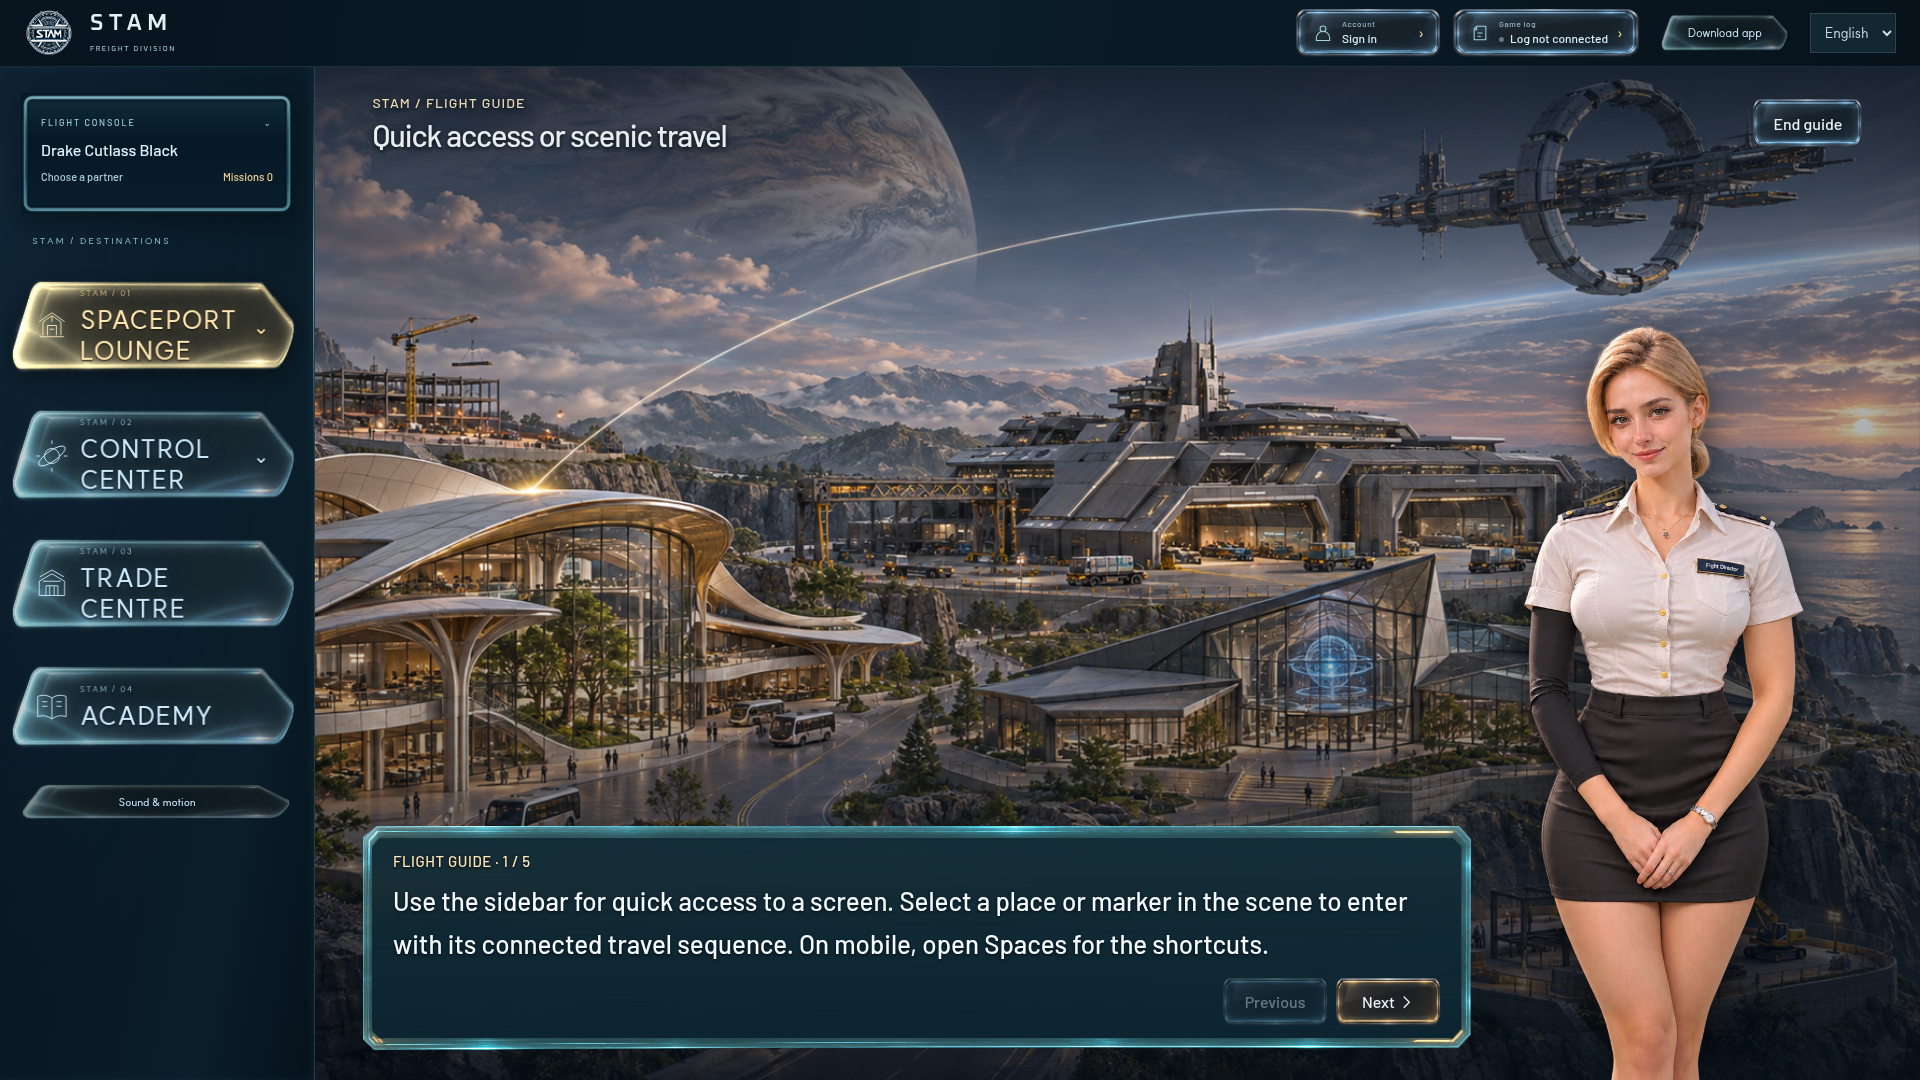 STAM
STAM
FREIGHT DIVISION
Account
Sign in
Game log
Log not connected
Download app
English
FLIGHT CONSOLE
Drake Cutlass Black
Choose a partner
Missions 0
STAM / DESTINATIONS
STAM / 01
SPACEPORT
LOUNGE
STAM / 02
CONTROL
CENTER
STAM / 03
TRADE
CENTRE
STAM / 04
ACADEMY
Sound & motion
STAM / FLIGHT GUIDE
Quick access or scenic travel
End guide
Flight Director
FLIGHT GUIDE · 1 / 5
Use the sidebar for quick access to a screen. Select a place or marker in the scene to enter
with its connected travel sequence. On mobile, open Spaces for the shortcuts.
Previous
Next